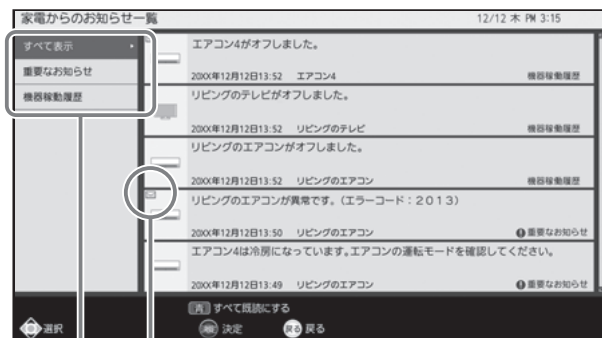 家電からのお知らせ一覧
12/12 木 PM 3:15
すべて表示
重要なお知らせ
機器稼動履歴
エアコン4がオフしました。
20XX年12月12日13:52 エアコン4 機器稼動履歴
リビングのテレビがオフしました。
20XX年12月12日13:52 リビングのテレビ 機器稼動履歴
リビングのエアコンがオフしました。
20XX年12月12日13:52 リビングのエアコン 機器稼動履歴
リビングのエアコンが異常です。(エラーコード:2013)
20XX年12月12日13:50 リビングのエアコン 重要なお知らせ
エアコン4は冷房になっています。エアコンの運転モードを確認してください。
20XX年12月12日13:49 リビングのエアコン 重要なお知らせ
青 すべて既読にする
選択 決定 戻る 戻る